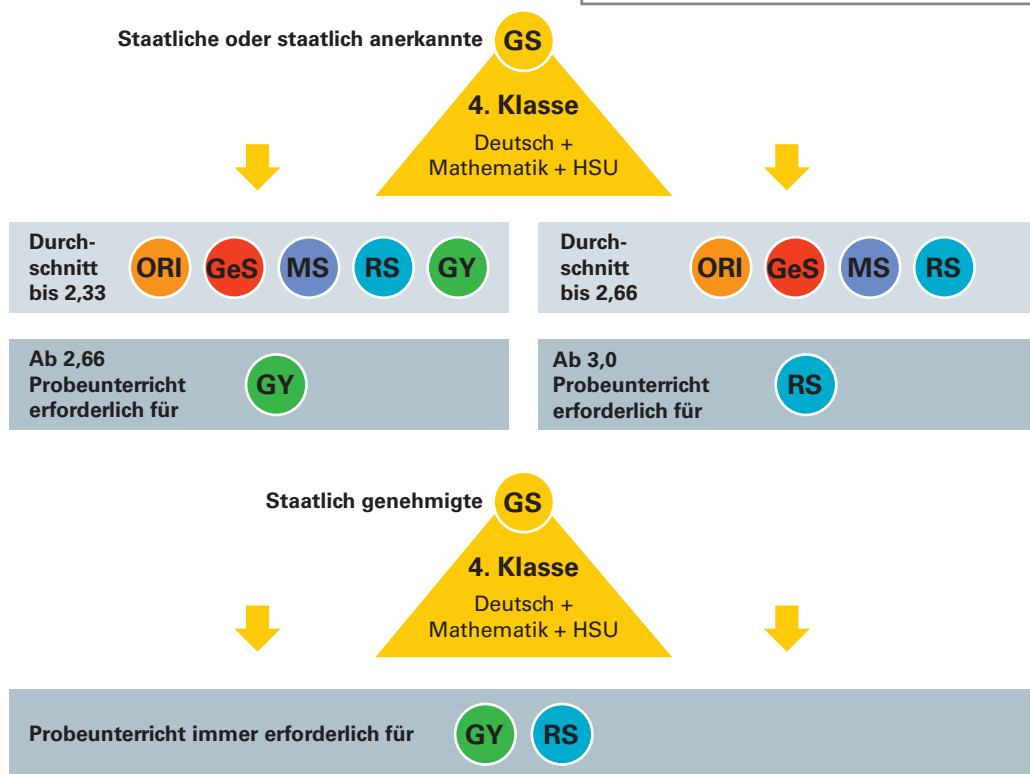 Staatliche oder staatlich anerkannte GS
4. Klasse
Deutsch +
Mathematik + HSU
Durch-
schnitt
bis 2,33
ORI GeS MS RS GY
Durch-
schnitt
bis 2,66
ORI GeS MS RS
Ab 2,66
Probeunterricht
erforderlich für
GY
Ab 3,0
Probeunterricht
erforderlich für
RS
Staatlich genehmigte GS
4. Klasse
Deutsch +
Mathematik + HSU
Probeunterricht immer erforderlich für GY RS